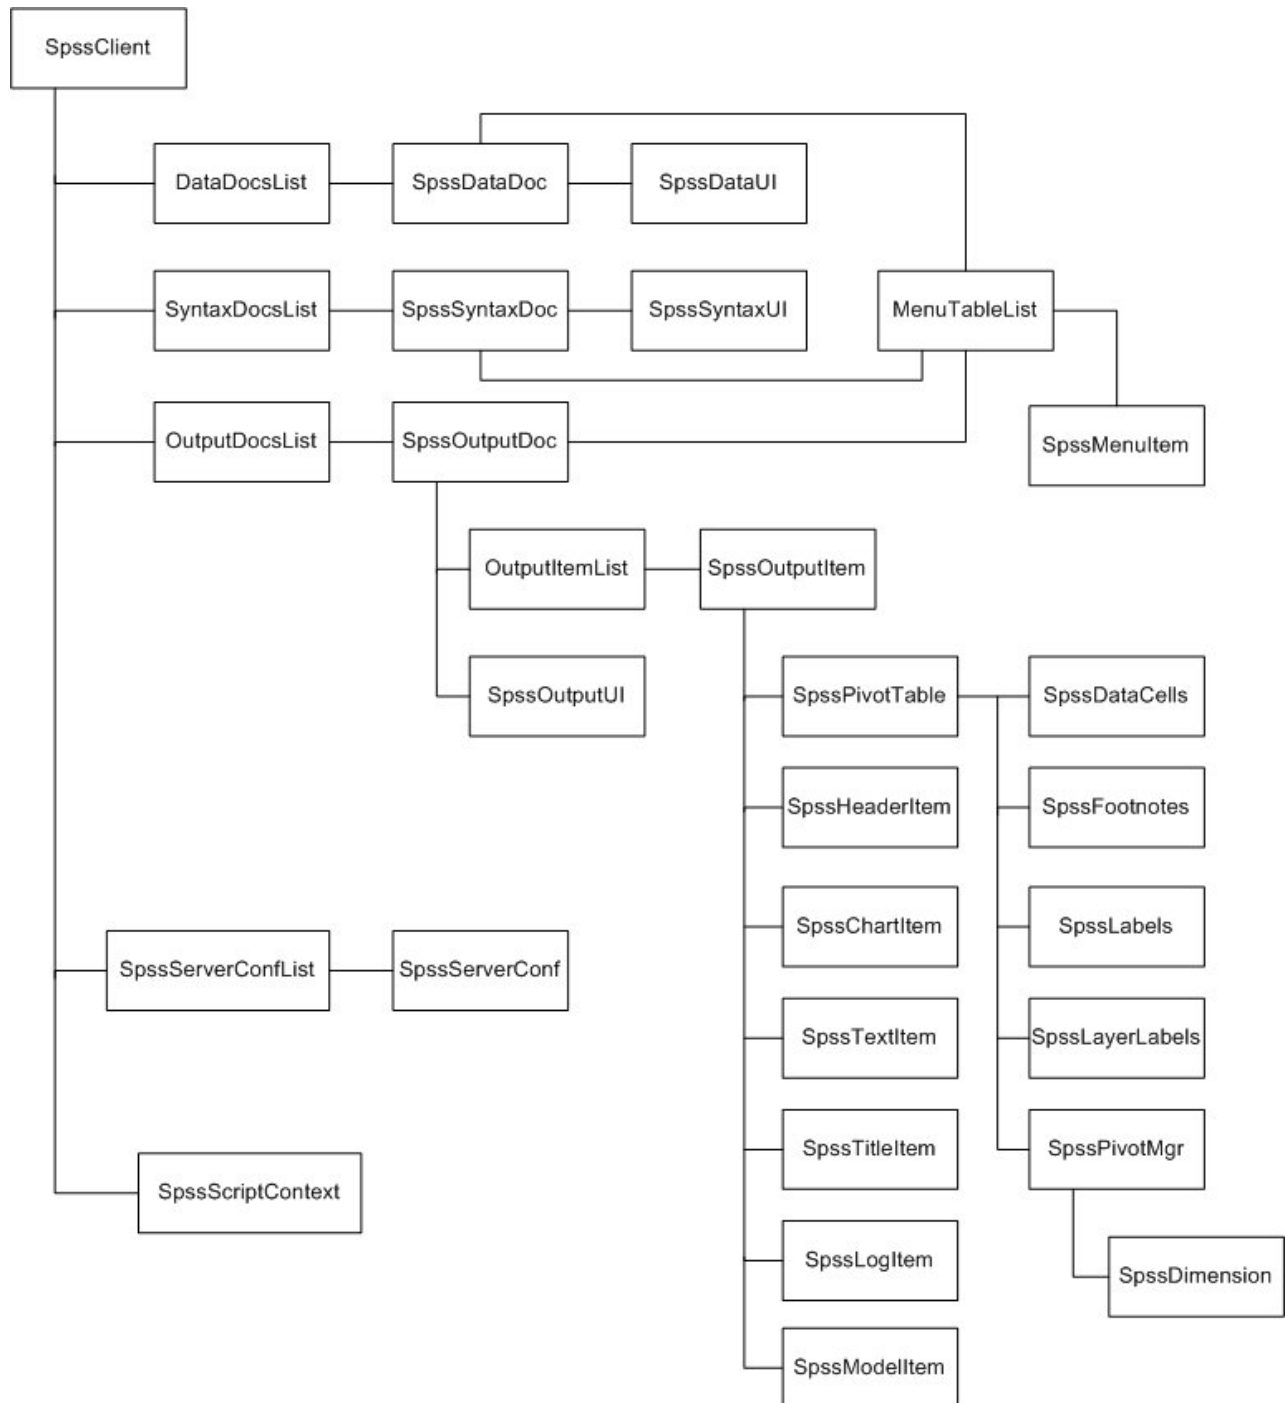 SpssClient
DataDocsList
SpssDataDoc
SpssDataUI
SyntaxDocsList
SpssSyntaxDoc
SpssSyntaxUI
MenuTableList
OutputDocsList
SpssOutputDoc
SpssMenuItem
OutputItemList
SpssOutputItem
SpssOutputUI
SpssPivotTable
SpssDataCells
SpssHeaderItem
SpssFootnotes
SpssChartItem
SpssLabels
SpssServerConfList
SpssServerConf
SpssTextItem
SpssLayerLabels
SpssTitleItem
SpssPivotMgr
SpssScriptContext
SpssLogItem
SpssDimension
SpssModelItem